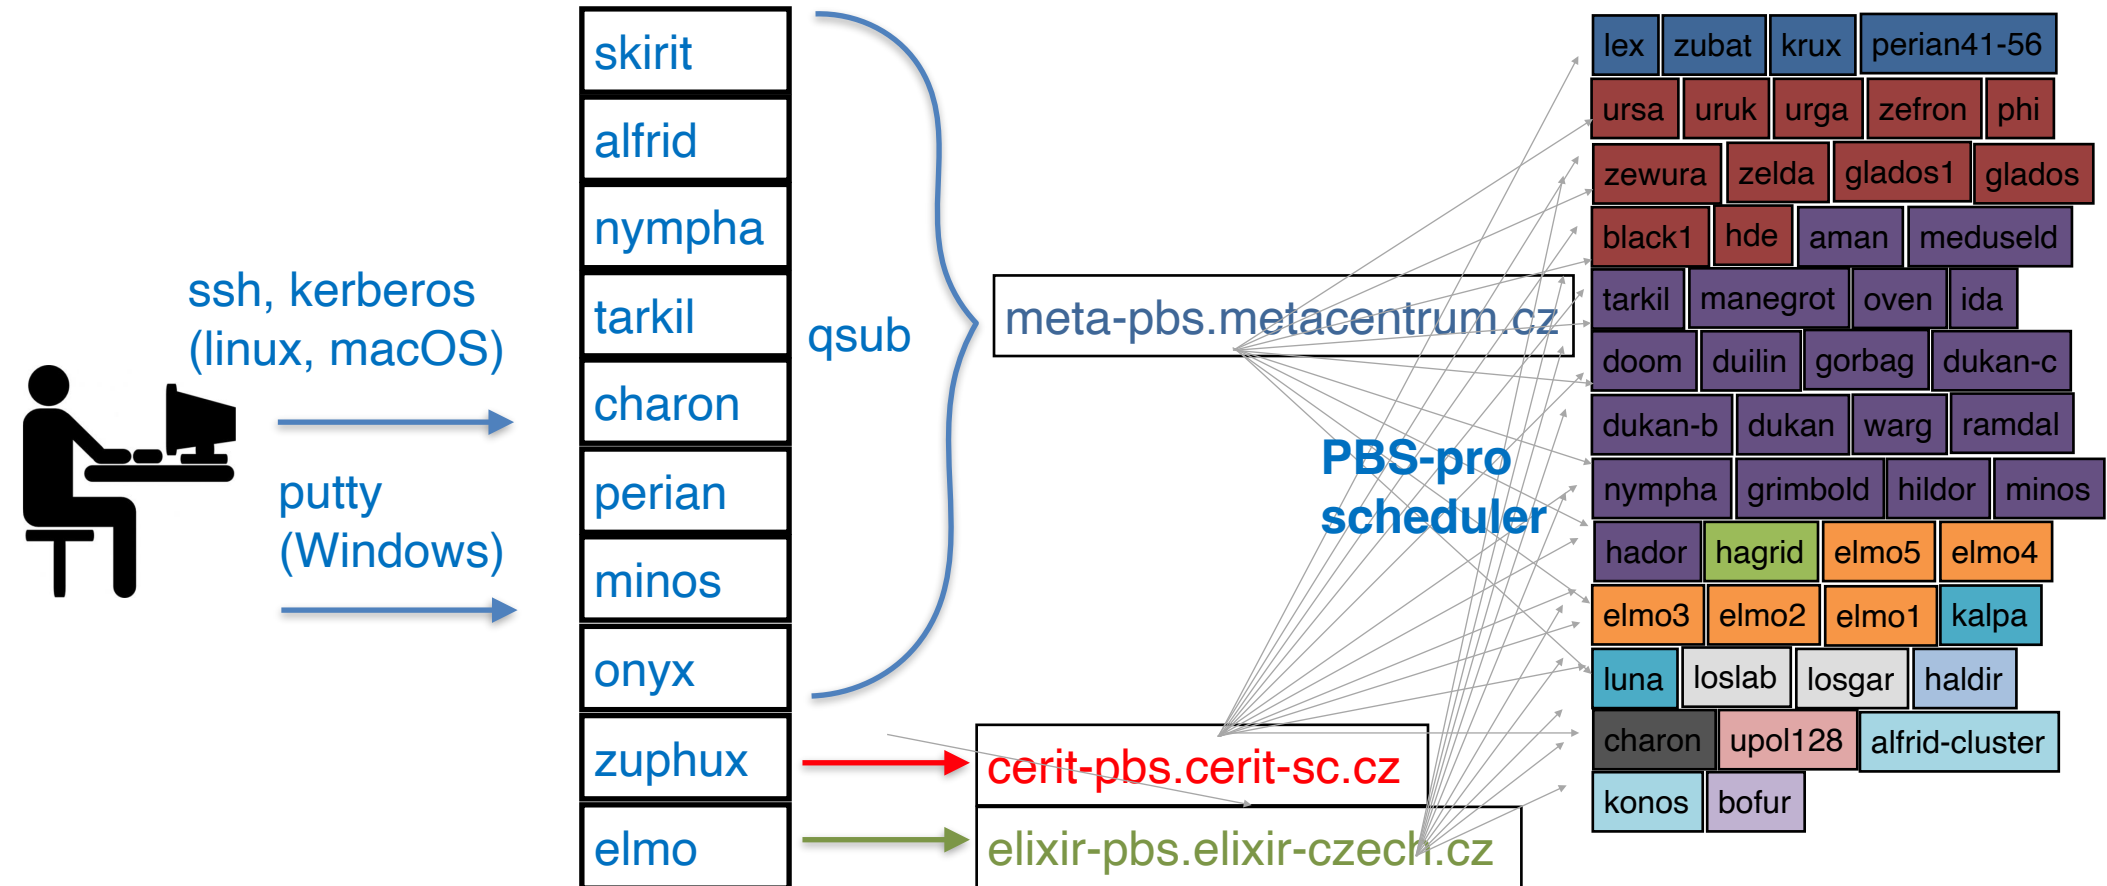 ssh, kerberos
(linux, macOS)
putty
(Windows)
skirit
alfrid
nympha
tarkil
charon
perian
minos
onyx
zuphux
elmo
qsub
meta-pbs.metacentrum.cz
cerit-pbs.cerit-sc.cz
elixir-pbs.elixir-czech.cz
PBS-pro
scheduler
lex zubat krux perian41-56
ursa uruk urga zefron phi
zewura zelda glados1 glados
black1 hde aman meduseld
tarkil manegrot oven ida
doom duilin gorbag dukan-c
dukan-b dukan warg ramdal
nympha grimbold hildor minos
hador hagrid elmo5 elmo4
elmo3 elmo2 elmo1 kalpa
luna loslab losgar haldir
charon upol128 alfrid-cluster
konos bofur